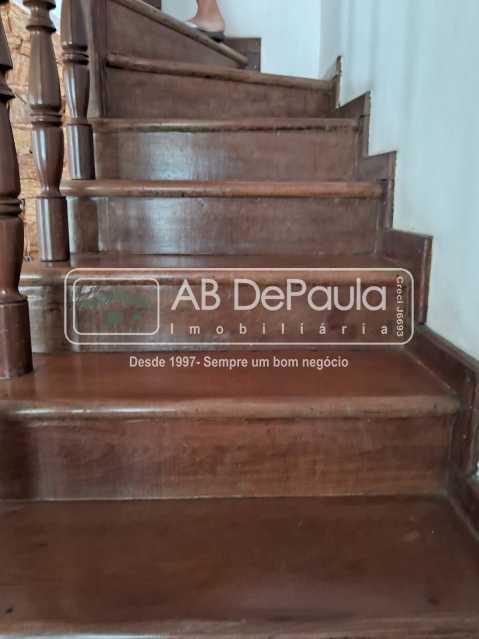 AB DePaula
Imobiliária
Creci J6693
Desde 1997- Sempre um bom negócio